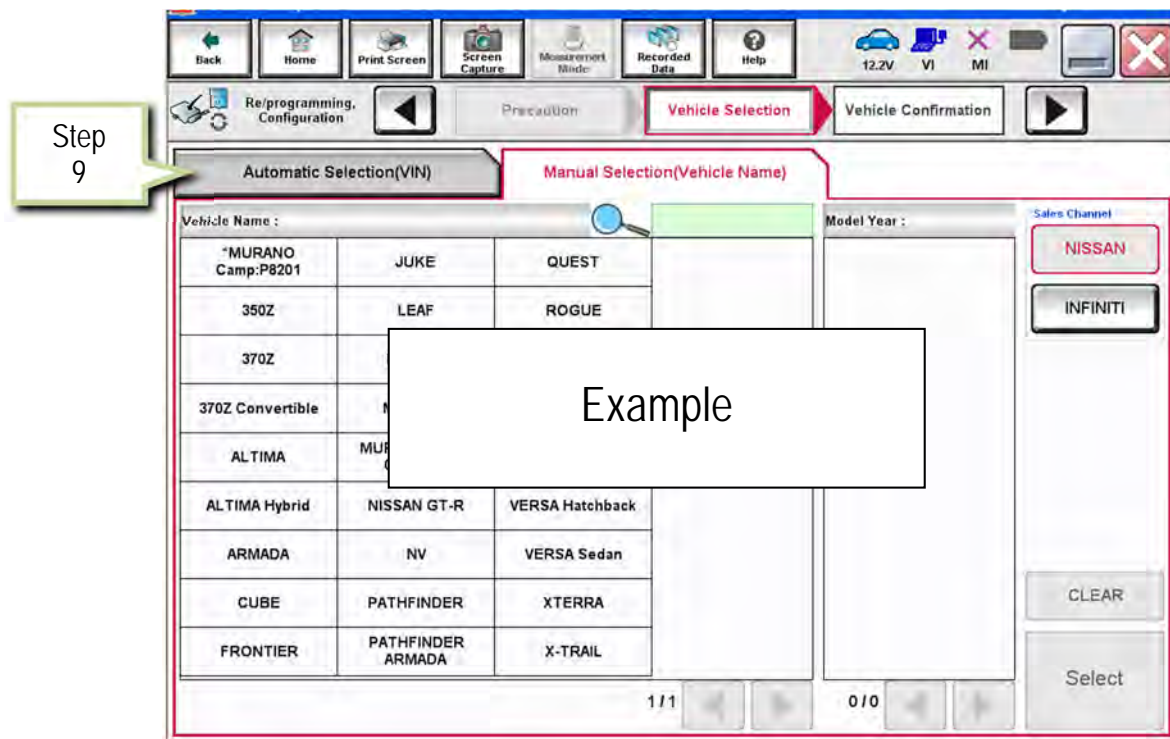 Back
Home
Print Screen
Screen
Capture
Measurement
Mode
Recorded
Data
Help
12.2V
VI
MI
Re/programming,
Configuration
Precaution
Vehicle Selection
Vehicle Confirmation
Step
9
Automatic Selection(VIN)
Manual Selection(Vehicle Name)
Vehicle Name :
Model Year :
Sales Channel
*MURANO
Camp:P8201
JUKE
QUEST
NISSAN
350Z
LEAF
ROGUE
INFINITI
370Z
Example
370Z Convertible
ALTIMA
ALTIMA Hybrid
NISSAN GT-R
VERSA Hatchback
ARMADA
NV
VERSA Sedan
CUBE
PATHFINDER
XTERRA
CLEAR
FRONTIER
PATHFINDER
ARMADA
X-TRAIL
Select
1/1
0/0